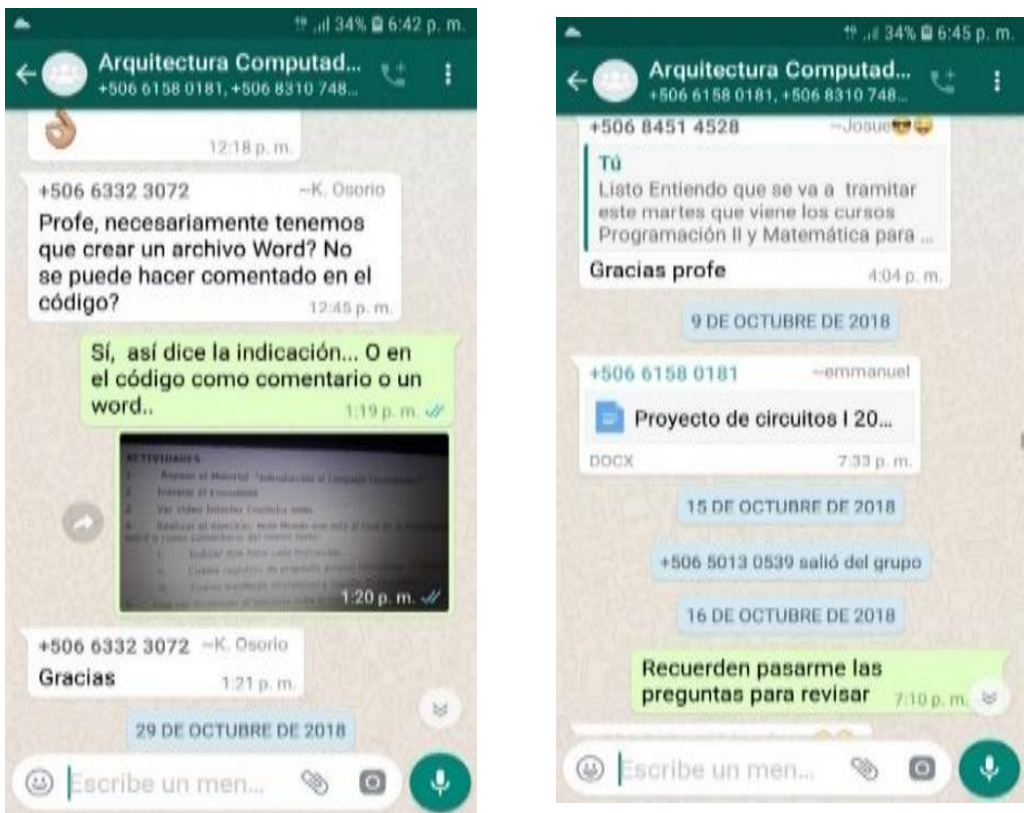 34% 6:42 p. m.
Arquitectura Computad...
+506 6158 0181, +506 8310 748...
12:18 p. m.
+506 6332 3072 ~K. Osorio
Profe, necesariamente tenemos
que crear un archivo Word? No
se puede hacer comentado en el
código?
12:45 p. m.
Sí, así dice la indicación... O en
el código como comentario o un
word..
1:19 p. m.
ACTIVIDADES
1:20 p. m.
+506 6332 3072 ~K. Osorio
Gracias
1:21 p. m.
29 DE OCTUBRE DE 2018
Escribe un men...
34% 6:45 p. m.
Arquitectura Computad...
+506 6158 0181, +506 8310 748...
+506 8451 4528 ~Josue
Tú
Listo Entiendo que se va a tramitar
este martes que viene los cursos
Programación II y Matemática para ...
Gracias profe
4:04 p. m.
9 DE OCTUBRE DE 2018
+506 6158 0181 ~emmanuel
Proyecto de circuitos I 20...
DOCX 7:33 p. m.
15 DE OCTUBRE DE 2018
+506 5013 0539 salió del grupo
16 DE OCTUBRE DE 2018
Recuerden pasarme las
preguntas para revisar
7:10 p. m.
Escribe un men...